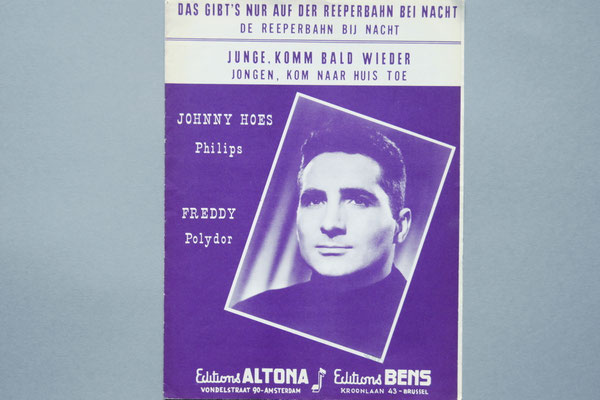 DAS GIBT'S NUR AUF DER REEPERBAHN BEI NACHT
DE REEPERBAHN BIJ NACHT
JUNGE, KOMM BALD WIEDER
JONGEN, KOM NAAR HUIS TOE
JOHNNY HOES
Philips
FREDDY
Polydor
Editions ALTONA
VONDELSTRAAT 90-AMSTERDAM
Editions BENS
KROONLAAN 43-BRUSSEL